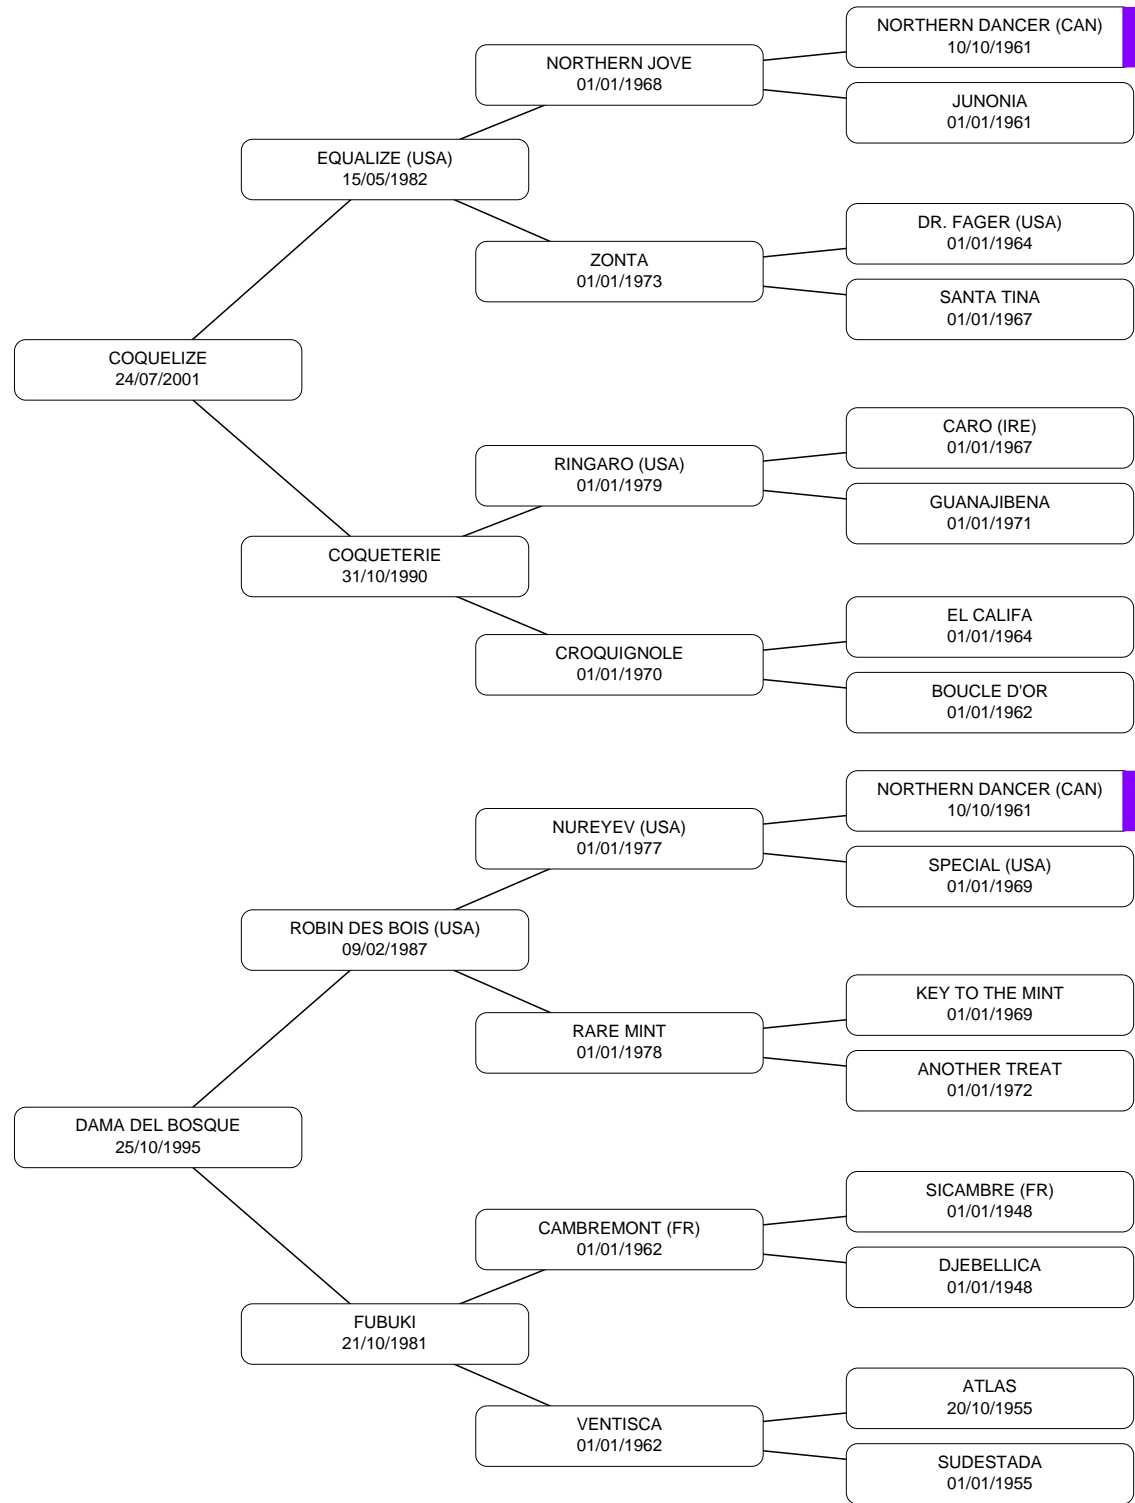 NORTHERN DANCER (CAN)
10/10/1961
NORTHERN JOVE
01/01/1968
JUNONIA
01/01/1961
EQUALIZE (USA)
15/05/1982
DR. FAGER (USA)
01/01/1964
ZONTA
01/01/1973
SANTA TINA
01/01/1967
COQUELIZE
24/07/2001
CARO (IRE)
01/01/1967
RINGARO (USA)
01/01/1979
GUANAJIBENA
01/01/1971
COQUETERIE
31/10/1990
EL CALIFA
01/01/1964
CROQUIGNOLE
01/01/1970
BOUCLE D'OR
01/01/1962
NORTHERN DANCER (CAN)
10/10/1961
NUREYEV (USA)
01/01/1977
SPECIAL (USA)
01/01/1969
ROBIN DES BOIS (USA)
09/02/1987
KEY TO THE MINT
01/01/1969
RARE MINT
01/01/1978
ANOTHER TREAT
01/01/1972
DAMA DEL BOSQUE
25/10/1995
SICAMBRE (FR)
01/01/1948
CAMBREMONT (FR)
01/01/1962
DJEBELLICA
01/01/1948
FUBUKI
21/10/1981
ATLAS
20/10/1955
VENTISCA
01/01/1962
SUDESTADA
01/01/1955